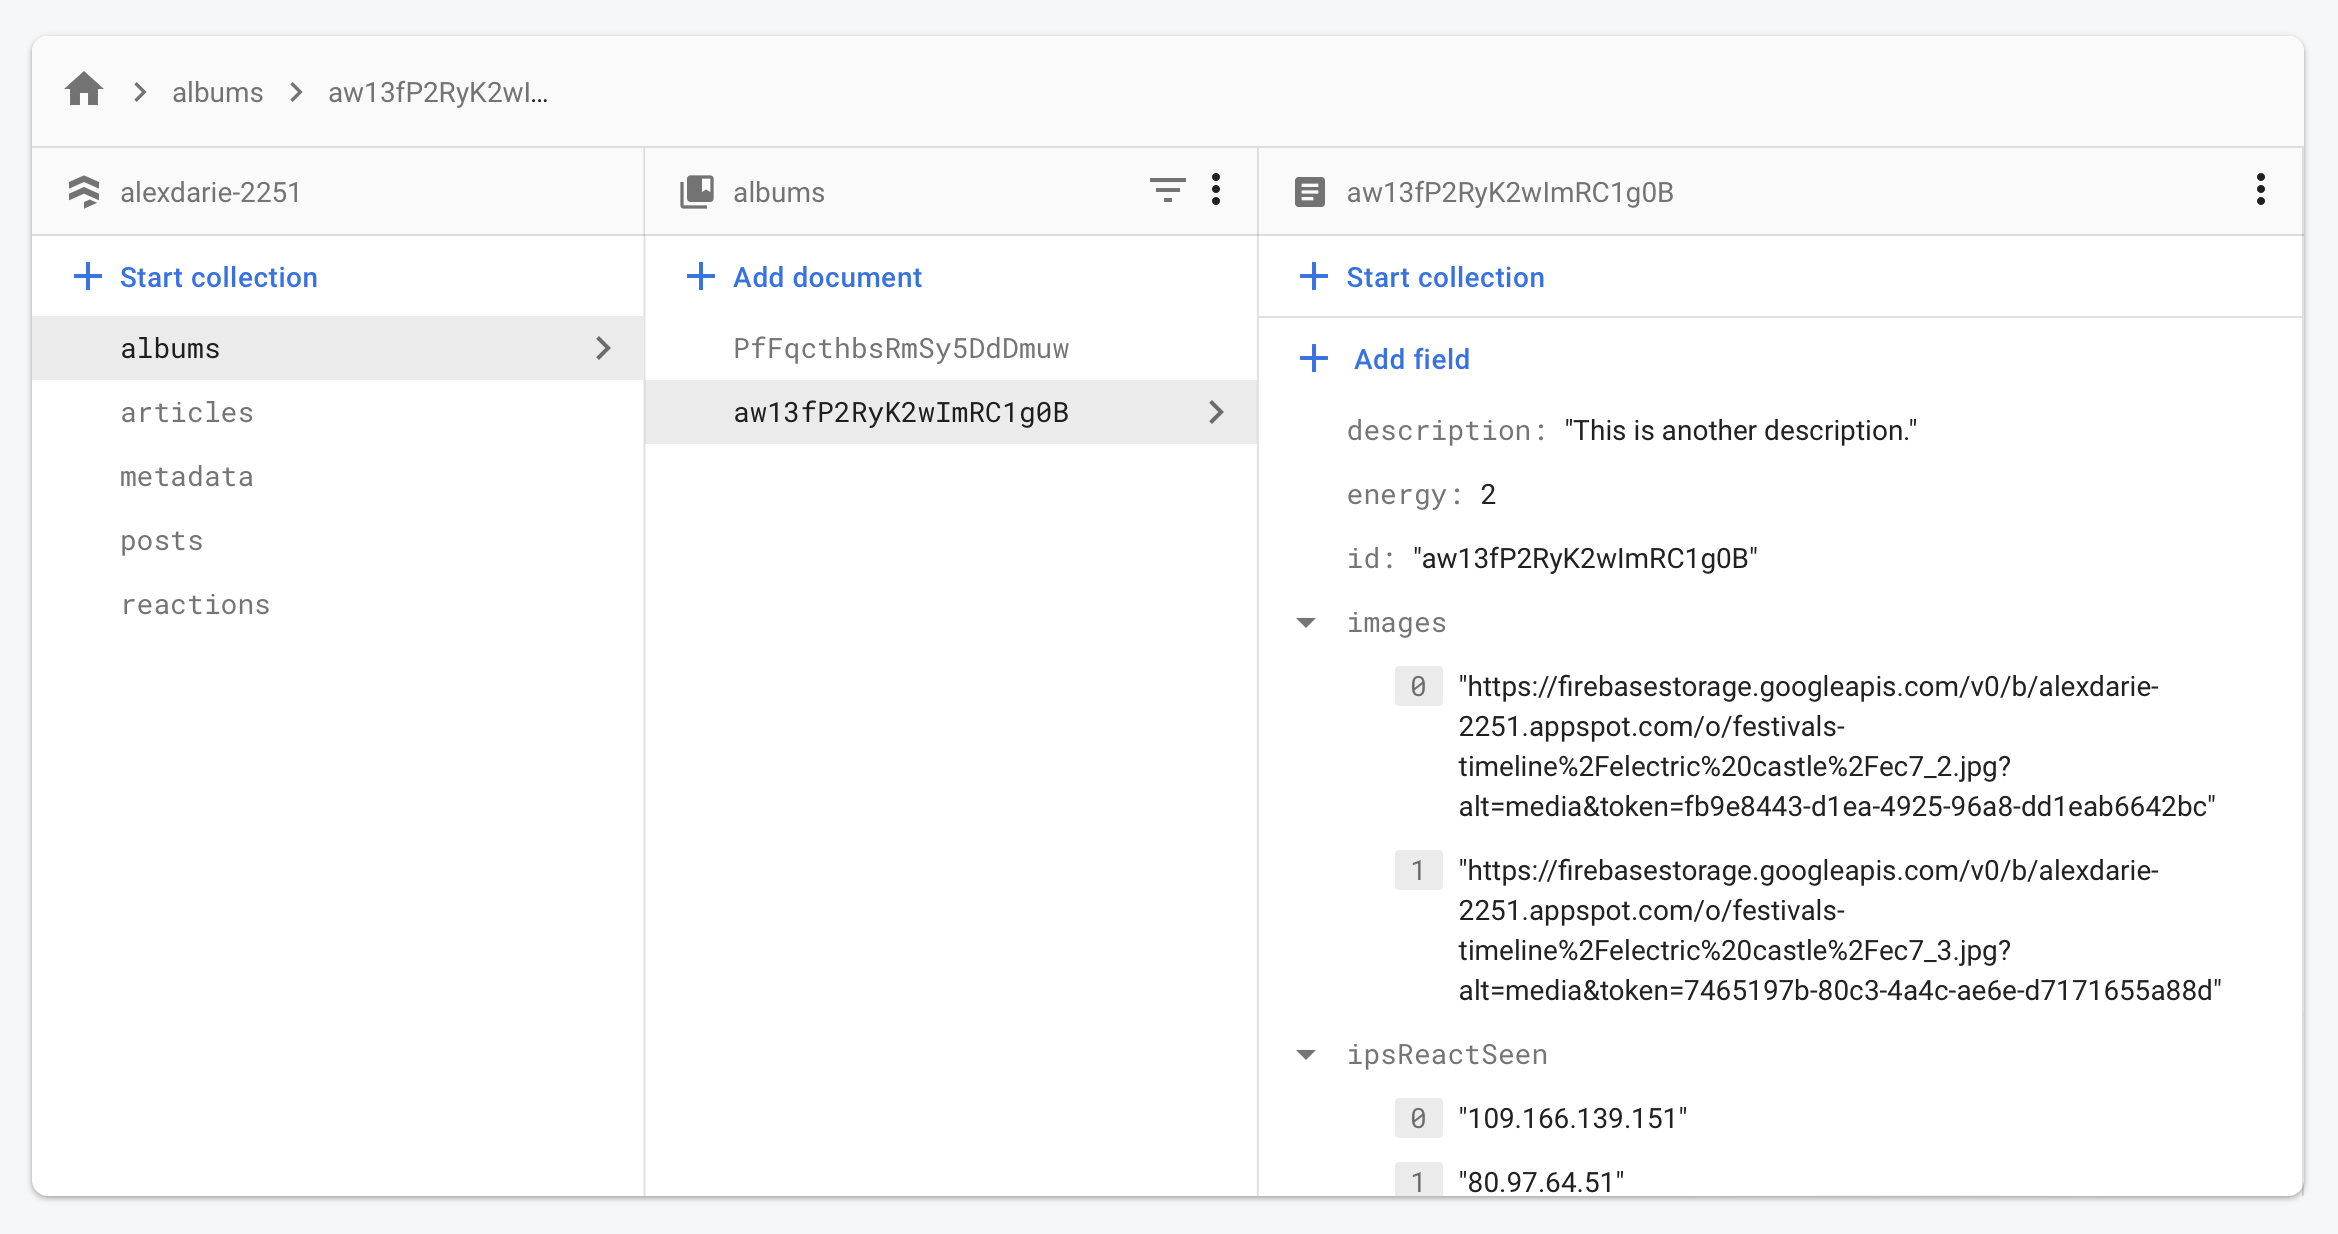 albums
aw13fP2RyK2wI...
alexdarie-2251
Start collection
albums
articles
metadata
posts
reactions
albums
Add document
PfFqcthbsRmSy5DdDmuw
aw13fP2RyK2wImRC1g0B
aw13fP2RyK2wImRC1g0B
Start collection
Add field
description: "This is another description."
energy: 2
id: "aw13fP2RyK2wImRC1g0B"
images
0 "https://firebasestorage.googleapis.com/v0/b/alexdarie-
2251.appspot.com/o/festivals-
timeline%2Felectric%20castle%2Fec7_2.jpg?
alt=media&token=fb9e8443-d1ea-4925-96a8-dd1eab6642bc"
1 "https://firebasestorage.googleapis.com/v0/b/alexdarie-
2251.appspot.com/o/festivals-
timeline%2Felectric%20castle%2Fec7_3.jpg?
alt=media&token=7465197b-80c3-4a4c-ae6e-d7171655a88d"
ipsReactSeen
0 "109.166.139.151"
1 "80.97.64.51"